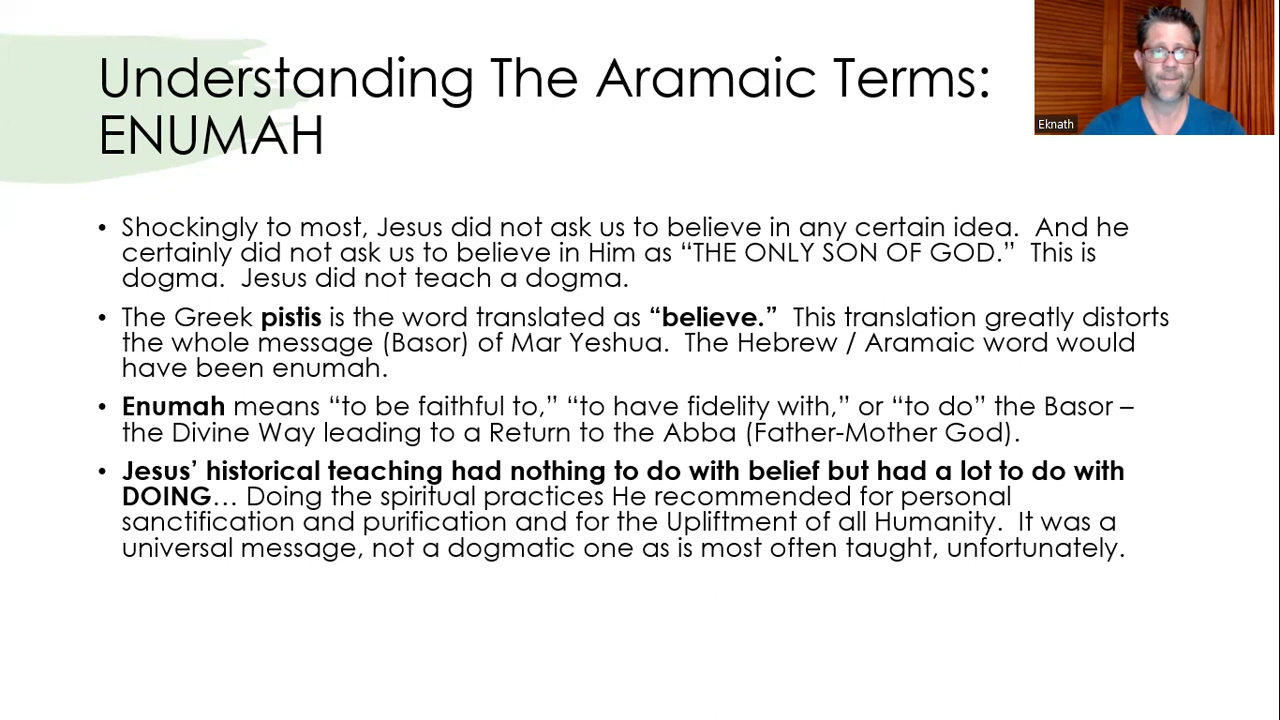 Understanding The Aramaic Terms:
ENUMAH
Eknath
• Shockingly to most, Jesus did not ask us to believe in any certain idea.  And he
certainly did not ask us to believe in Him as “THE ONLY SON OF GOD.”  This is
dogma.  Jesus did not teach a dogma.
• The Greek pistis is the word translated as “believe.”  This translation greatly distorts
the whole message (Basor) of Mar Yeshua.  The Hebrew / Aramaic word would
have been enumah.
• Enumah means “to be faithful to,” “to have fidelity with,” or “to do” the Basor –
the Divine Way leading to a Return to the Abba (Father-Mother God).
• Jesus’ historical teaching had nothing to do with belief but had a lot to do with
DOING… Doing the spiritual practices He recommended for personal
sanctification and purification and for the Upliftment of all Humanity.  It was a
universal message, not a dogmatic one as is most often taught, unfortunately.